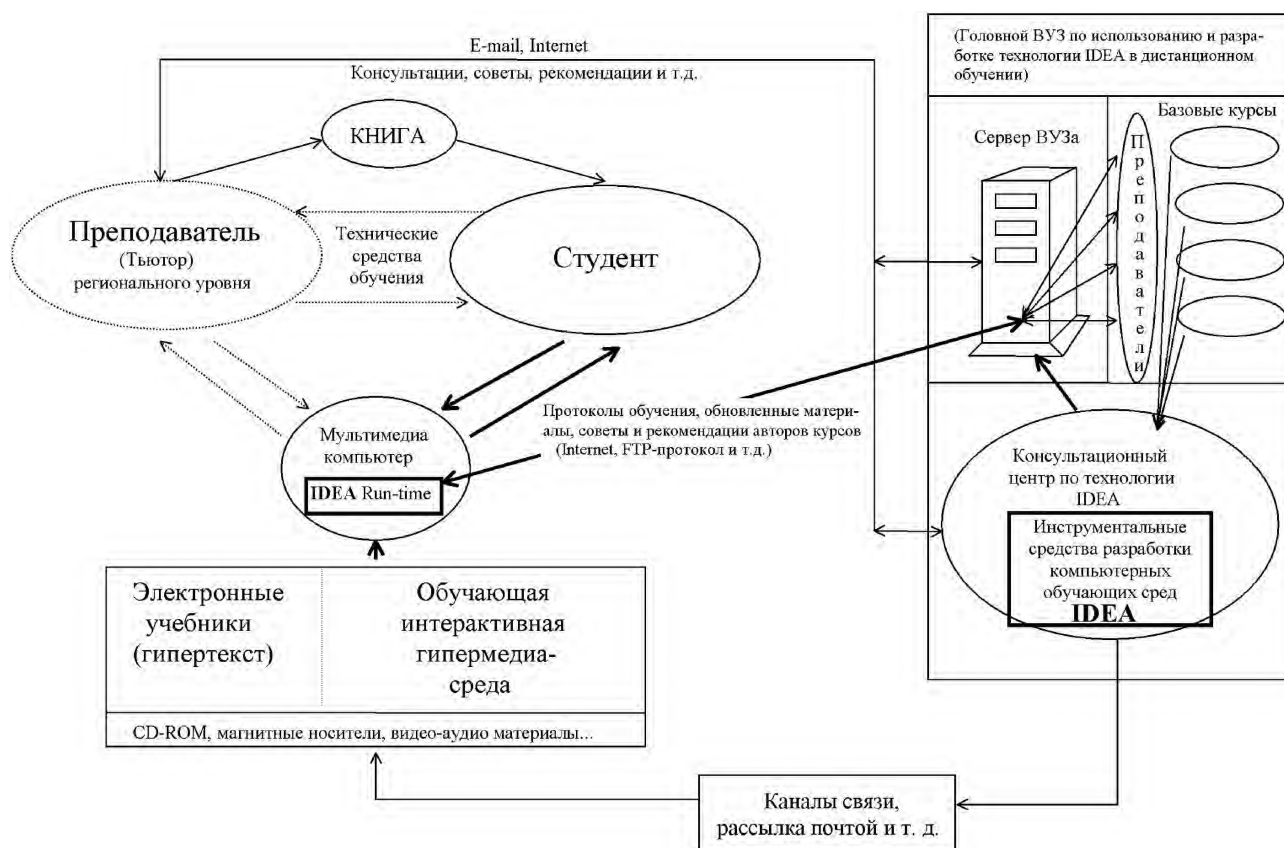 E-mail, Internet
Консультации, советы, рекомендации и т.д.
КНИГА
Преподаватель
(Тьютор)
регионального уровня
Технические
средства
обучения
Студент
Мультимедиа
компьютер
IDEA Run-time
Протоколы обучения, обновленные матери-
алы, советы и рекомендации авторов курсов
(Internet, FTP-протокол и т.д.)
Электронные
учебники
(гипертекст)
Обучающая
интерактивная
гипермедиа-
среда
CD-ROM, магнитные носители, видео-аудио материалы...
Каналы связи,
рассылка почтой и т. д.
(Головной ВУЗ по использованию и разра-
ботке технологии IDEA в дистанционном
обучении)
Сервер ВУЗа
Преподаватели
Базовые курсы
Консультационный
центр по технологии
IDEA
Инструментальные
средства разработки
компьютерных
обучающих сред
IDEA